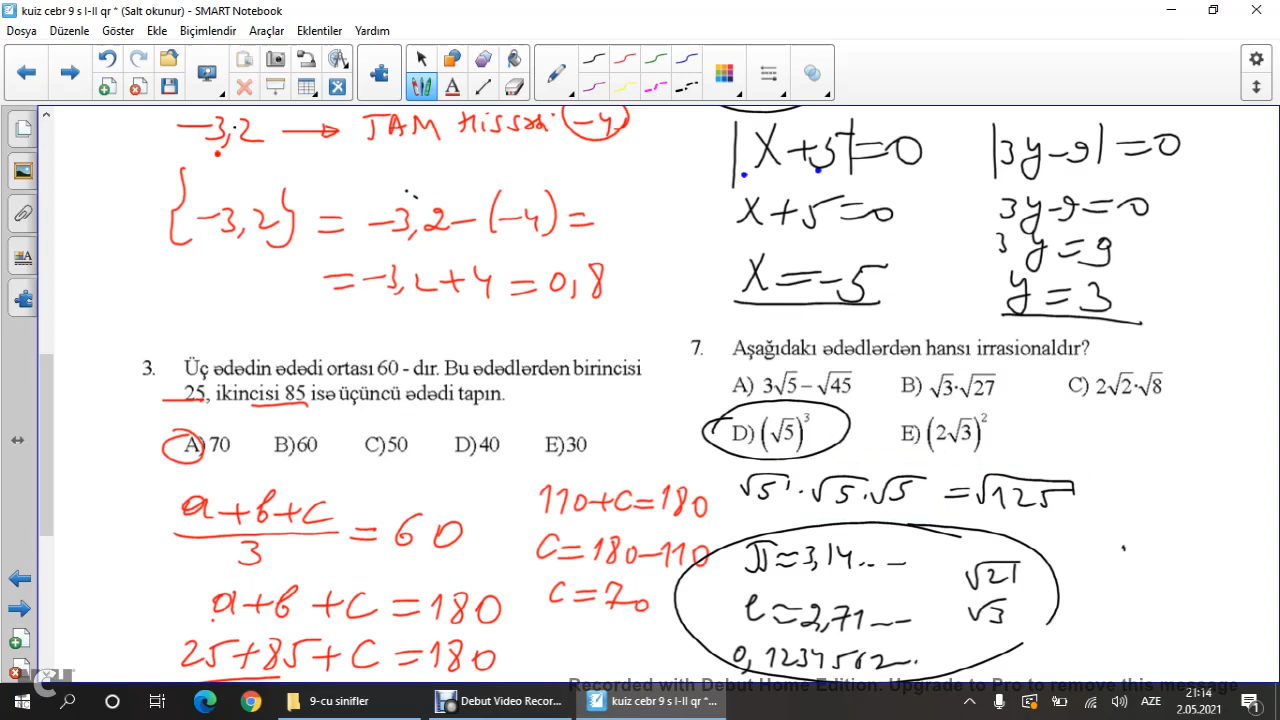 kuiz cebr 9 s I-II qr * (Salt okunur) - SMART Notebook
Dosya Düzenle Göster Ekle Biçimlendir Araçlar Eklentiler Yardım
-3,2 → TAM HİSSƏSİ (-4)
{-3,2} = -3,2-(-4)=
=-3,2+4=0,8
3. Üç ədədin ədədi ortası 60 - dır. Bu ədədlərdən birincisi
25, ikincisi 85 isə üçüncü ədədi tapın.
A)70 B)60 C)50 D)40 E)30
(a+b+c)/3 = 60
a+b+c=180
25+85+c=180
110+c=180
c=180-110
c=70
|x+5|=0
x+5=0
x=-5
|3y-9|=0
3y-9=0
3y=9
y=3
7. Aşağıdakı ədədlərdən hansı irrasionaldır?
A) 3√5−√45 B) √3·√27 C) 2√2·√8
D) (√5)³ E) (2√3)²
√5·√5·√5 =√125
π≈3,14...
e≈2,71...
0,1234562...
√21
√3
Recorded with Debut Home Edition. Upgrade to Pro to remove this message.
9-cu sinifler
Debut Video Recor...
kuiz cebr 9 s I-II qr *...
AZE
21:14
2.05.2021
1